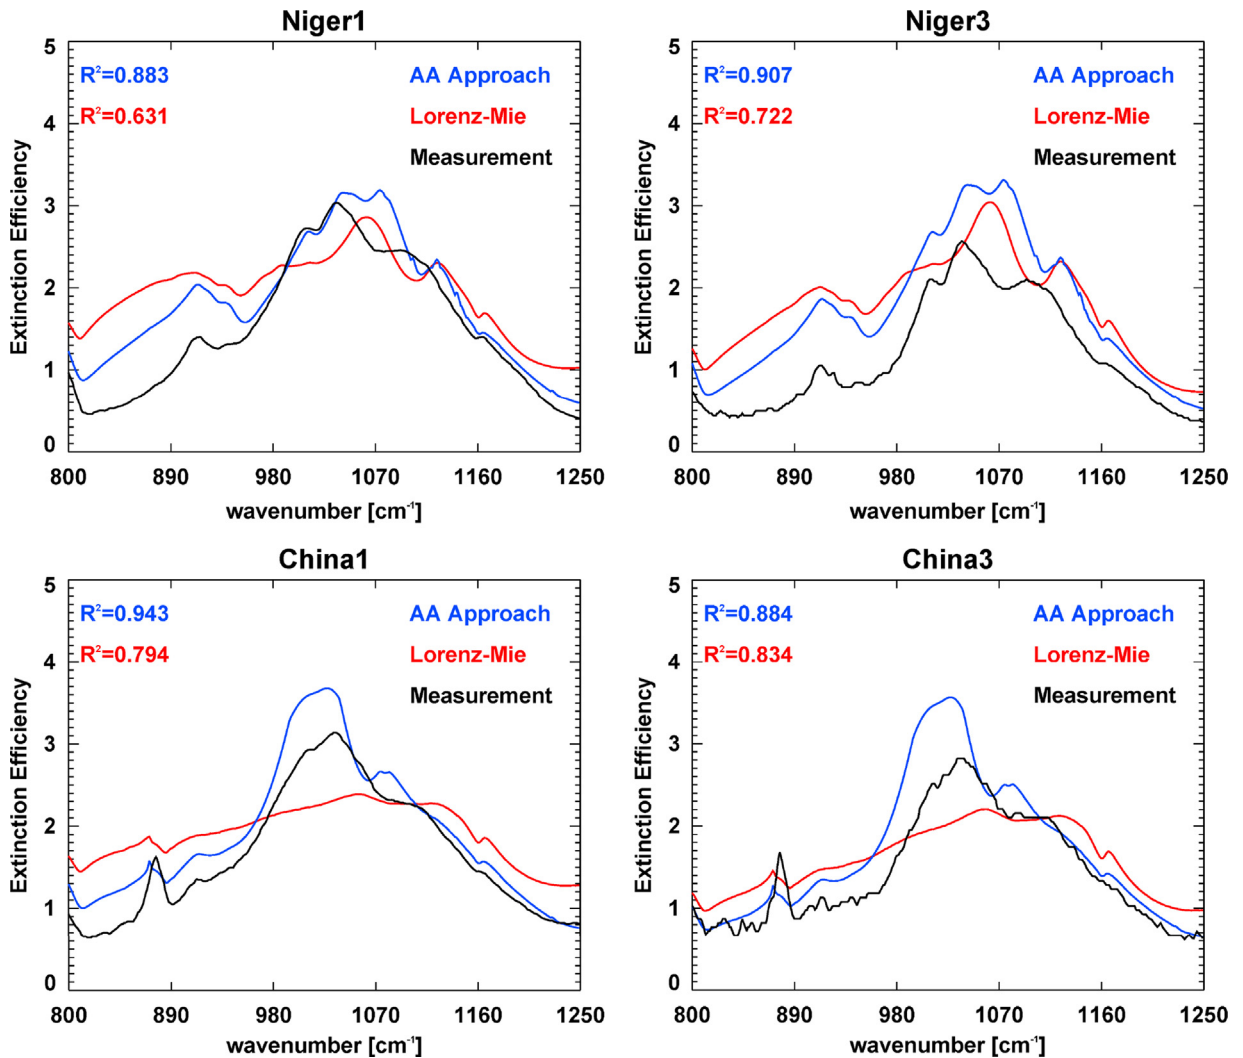 Niger1
5
4
3
2
1
0
Extinction Efficiency
R²=0.883
R²=0.631
AA Approach
Lorenz-Mie
Measurement
800 890 980 1070 1160 1250
wavenumber [cm⁻¹]
Niger3
5
4
3
2
1
0
Extinction Efficiency
R²=0.907
R²=0.722
AA Approach
Lorenz-Mie
Measurement
800 890 980 1070 1160 1250
wavenumber [cm⁻¹]
China1
5
4
3
2
1
0
Extinction Efficiency
R²=0.943
R²=0.794
AA Approach
Lorenz-Mie
Measurement
800 890 980 1070 1160 1250
wavenumber [cm⁻¹]
China3
5
4
3
2
1
0
Extinction Efficiency
R²=0.884
R²=0.834
AA Approach
Lorenz-Mie
Measurement
800 890 980 1070 1160 1250
wavenumber [cm⁻¹]